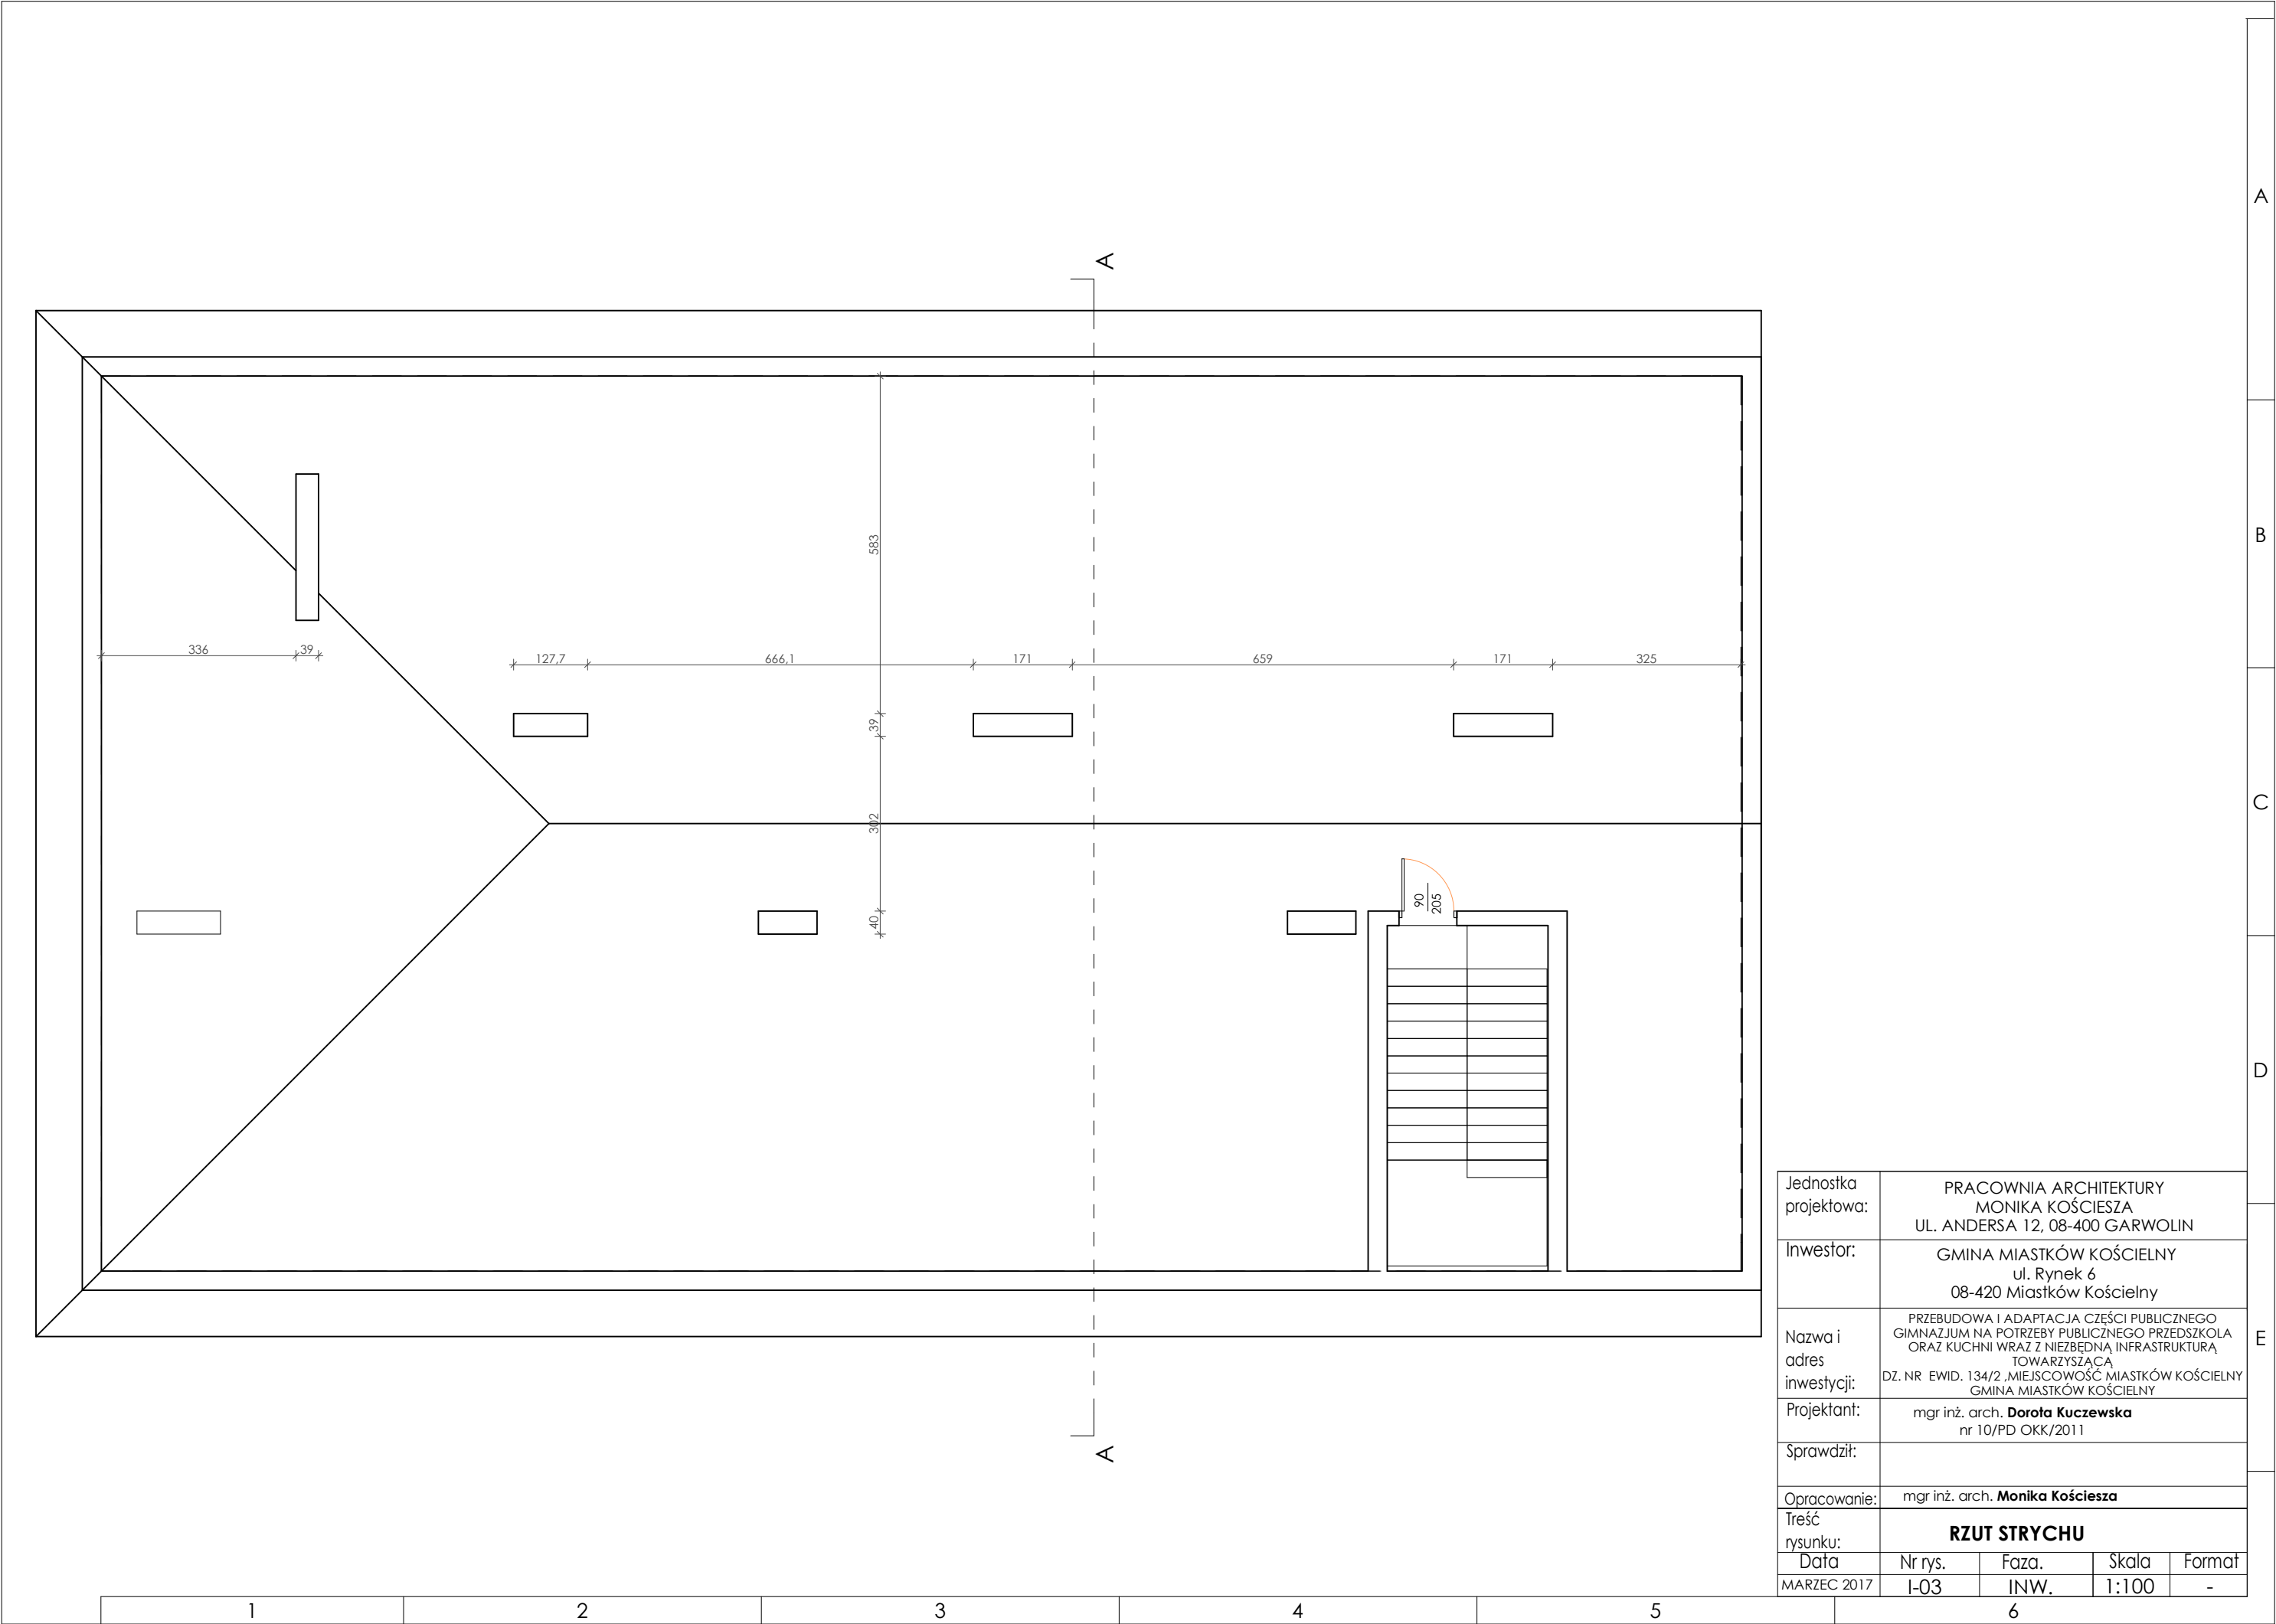 A
A
B
C
D
E
A
583
336
39
127,7
666,1
171
659
171
325
39
302
40
90
205
A
Jednostka
projektowa:
PRACOWNIA ARCHITEKTURY
MONIKA KOŚCIESZA
UL. ANDERSA 12, 08-400 GARWOLIN
Inwestor:
GMINA MIASTKÓW KOŚCIELNY
ul. Rynek 6
08-420 Miastków Kościelny
Nazwa i
adres
inwestycji:
PRZEBUDOWA I ADAPTACJA CZĘŚCI PUBLICZNEGO
GIMNAZJUM NA POTRZEBY PUBLICZNEGO PRZEDSZKOLA
ORAZ KUCHNI WRAZ Z NIEZBĘDNĄ INFRASTRUKTURĄ
TOWARZYSZĄCĄ
DZ. NR EWID. 134/2 ,MIEJSCOWOŚĆ MIASTKÓW KOŚCIELNY
GMINA MIASTKÓW KOŚCIELNY
Projektant:
mgr inż. arch. Dorota Kuczewska
nr 10/PD OKK/2011
Sprawdził:
Opracowanie:
mgr inż. arch. Monika Kościesza
Treść
rysunku:
RZUT STRYCHU
Data Nr rys. Faza. Skala Format
MARZEC 2017 I-03 INW. 1:100 -
1 2 3 4 5 6